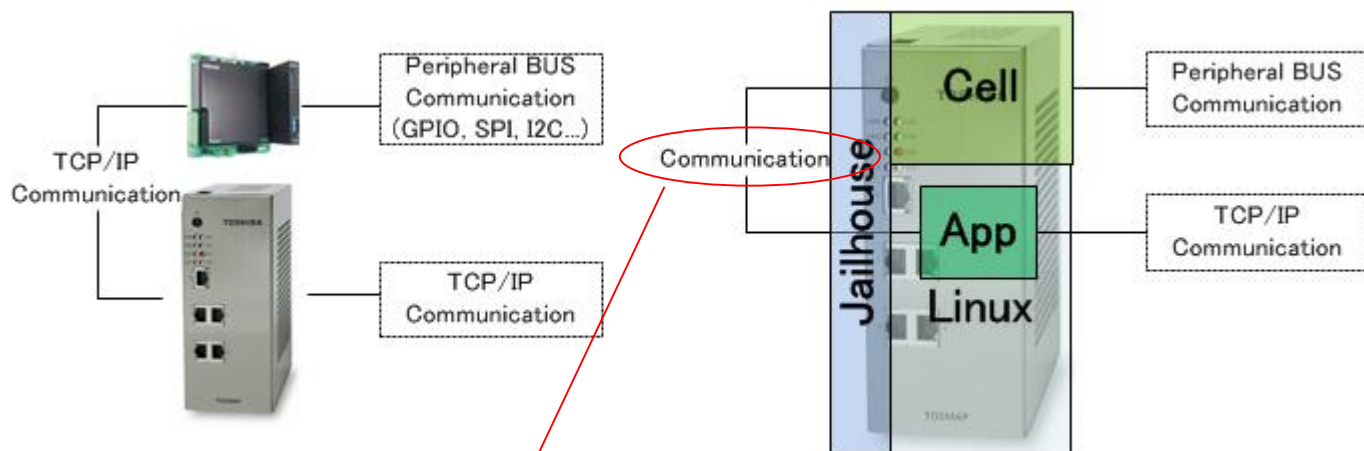 Peripheral BUS
Communication
(GPIO, SPI, I2C...)
TCP/IP
Communication
TOSHIBA
TCP/IP
Communication
Cell
Peripheral BUS
Communication
Communication
Jailhouse
App
TCP/IP
Communication
Linux
TOSMAP